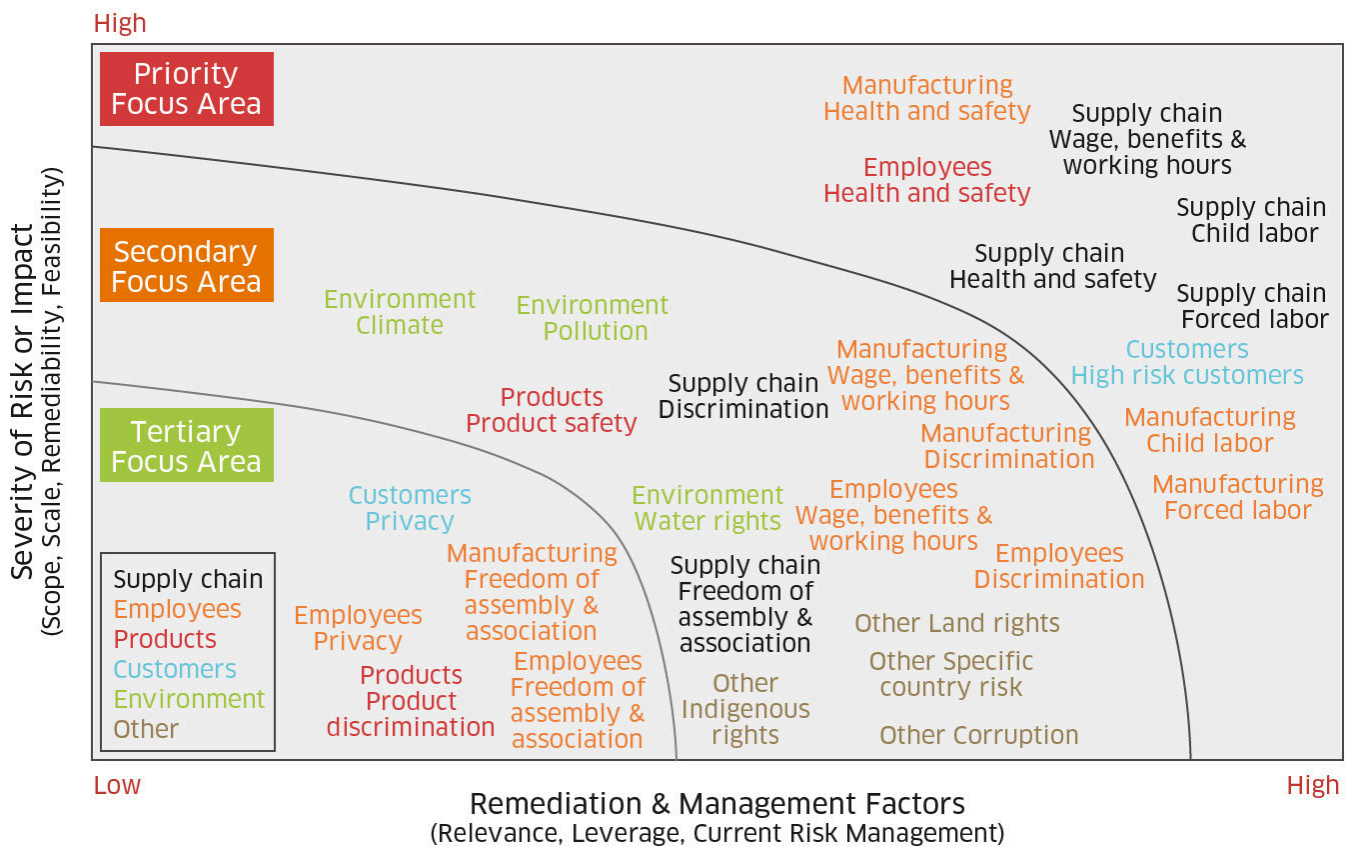 High
Priority
Focus Area
Manufacturing
Health and safety
Supply chain
Wage, benefits &
working hours
Employees
Health and safety
Supply chain
Child labor
Secondary
Focus Area
Supply chain
Health and safety
Supply chain
Forced labor
Environment
Climate
Environment
Pollution
Manufacturing
Wage, benefits &
working hours
Customers
High risk customers
Supply chain
Discrimination
Products
Product safety
Manufacturing
Child labor
Tertiary
Focus Area
Manufacturing
Discrimination
Manufacturing
Forced labor
Customers
Privacy
Environment
Water rights
Employees
Wage, benefits &
working hours
Manufacturing
Freedom of
assembly &
association
Supply chain
Freedom of
assembly &
association
Employees
Discrimination
Employees
Privacy
Other Land rights
Employees
Freedom of
assembly &
association
Other Specific
country risk
Products
Product
discrimination
Other
Indigenous
rights
Other Corruption
Supply chain
Employees
Products
Customers
Environment
Other
Severity of Risk or Impact
(Scope, Scale, Remediability, Feasibility)
Low
High
Remediation & Management Factors
(Relevance, Leverage, Current Risk Management)